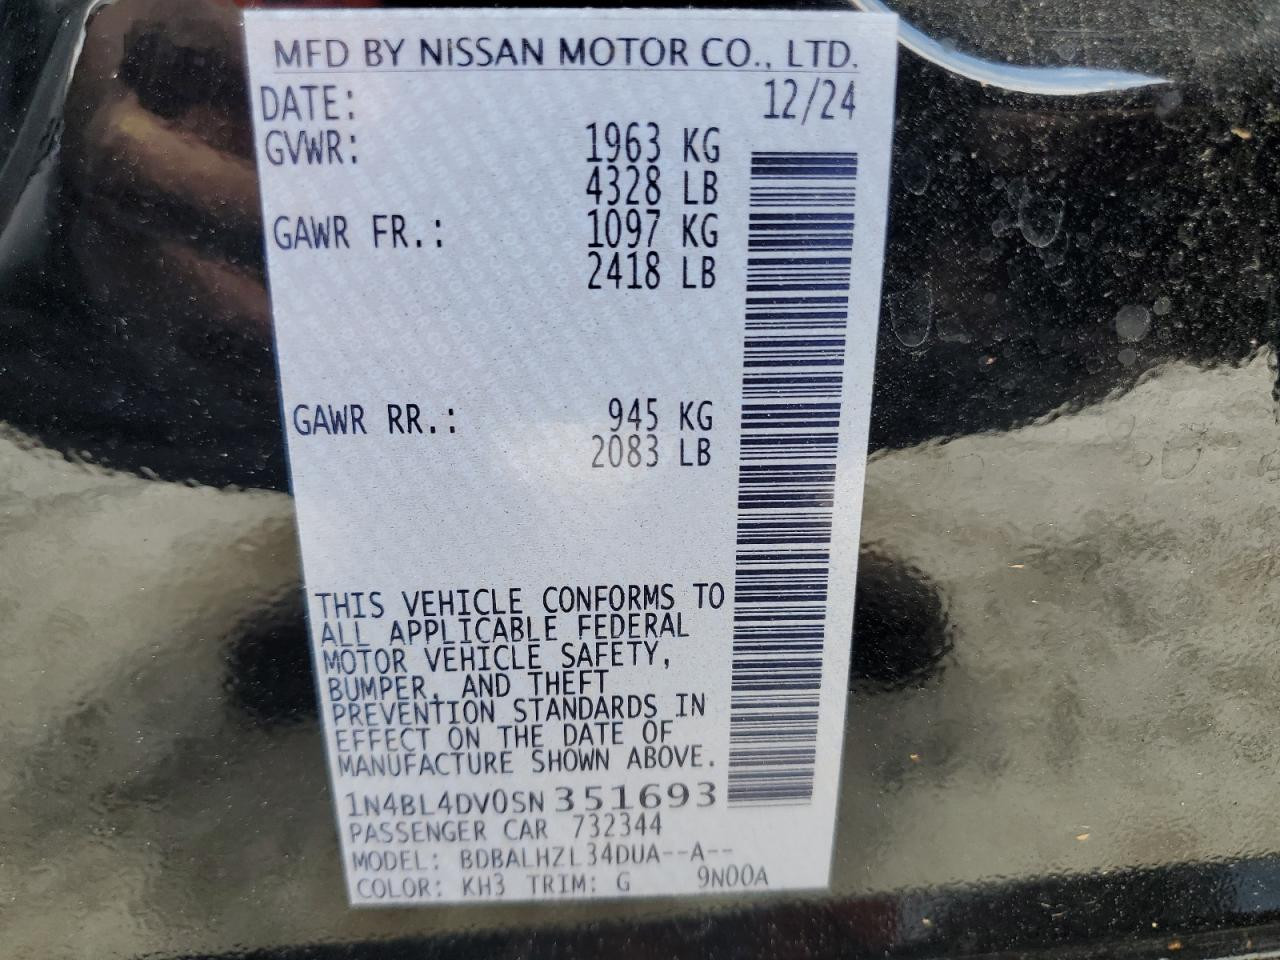 MFD BY NISSAN MOTOR CO., LTD.
DATE: 12/24
GVWR: 1963 KG
4328 LB
GAWR FR.: 1097 KG
2418 LB
GAWR RR.: 945 KG
2083 LB
THIS VEHICLE CONFORMS TO
ALL APPLICABLE FEDERAL
MOTOR VEHICLE SAFETY,
BUMPER, AND THEFT
PREVENTION STANDARDS IN
EFFECT ON THE DATE OF
MANUFACTURE SHOWN ABOVE.
1N4BL4DV0SN351693
PASSENGER CAR 732344
MODEL: BDBALHZL34DUA--A--
COLOR: KH3 TRIM: G 9N00A